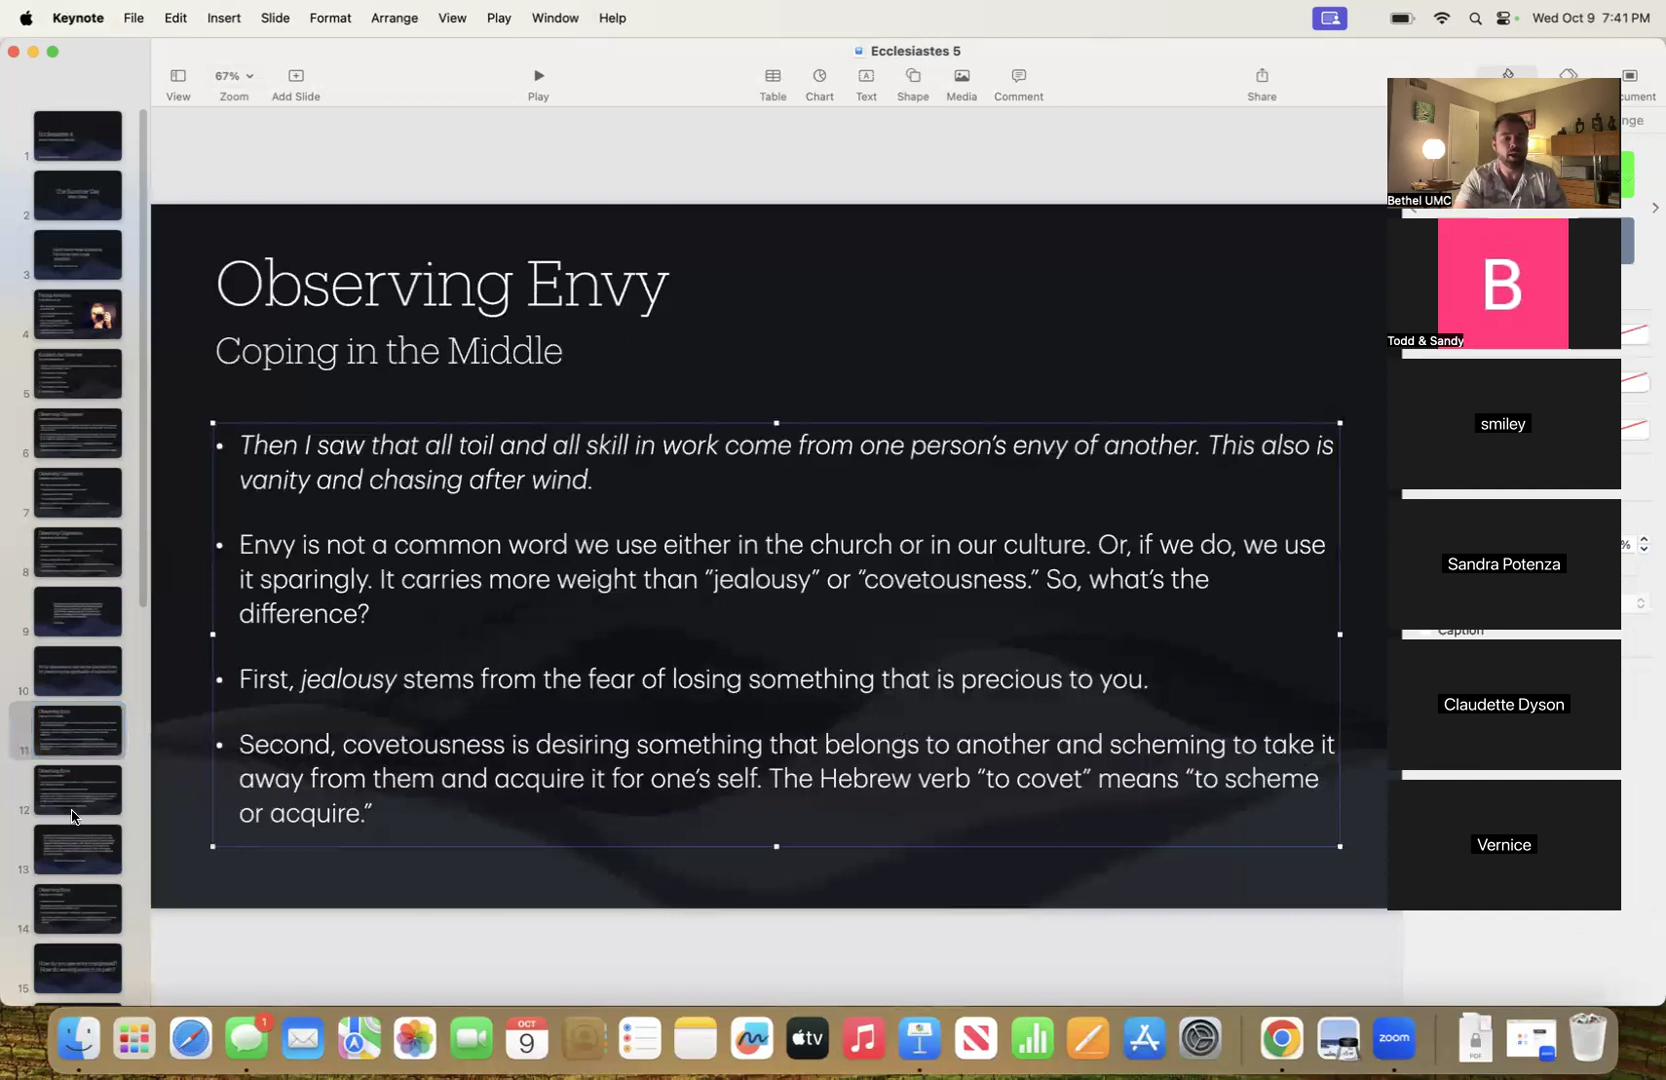 Keynote File Edit Insert Slide Format Arrange View Play Window Help Wed Oct 9 7:41 PM
Ecclesiastes 5
67%
View Zoom Add Slide Play Table Chart Text Shape Media Comment Share
Observing Envy
Coping in the Middle
• Then I saw that all toil and all skill in work come from one person’s envy of another. This also is
vanity and chasing after wind.
• Envy is not a common word we use either in the church or in our culture. Or, if we do, we use
it sparingly. It carries more weight than “jealousy” or “covetousness.” So, what’s the
difference?
• First, jealousy stems from the fear of losing something that is precious to you.
• Second, covetousness is desiring something that belongs to another and scheming to take it
away from them and acquire it for one’s self. The Hebrew verb “to covet” means “to scheme
or acquire.”
1
2
3
4
5
6
7
8
9
10
11
12
13
14
15
Bethel UMC
B
Todd & Sandy
smiley
Sandra Potenza
%
Caption
Claudette Dyson
Vernice
1
OCT
9
tv
zoom
PDF